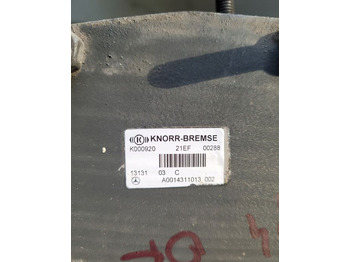 KNORR-BREMSE
K000920 21EF 00288
13131 03 C
A0014311013 002